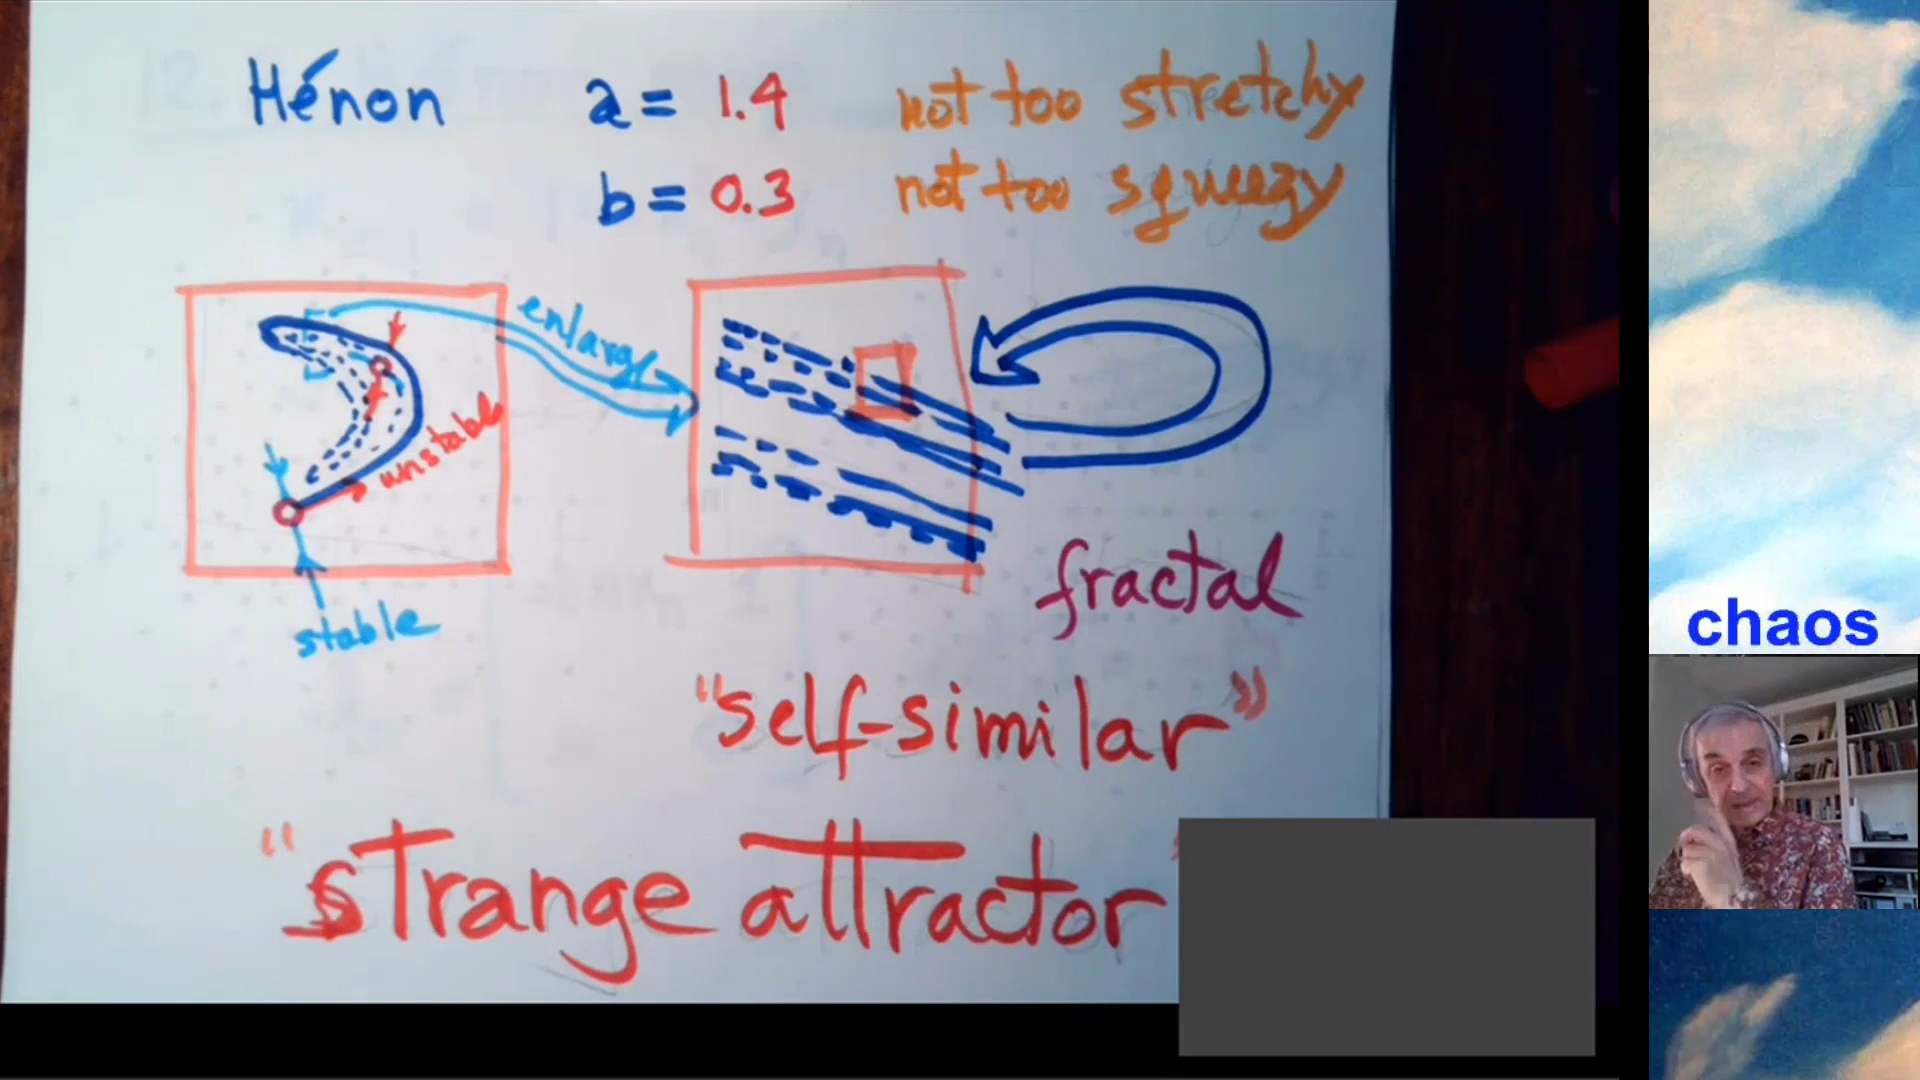 Hénon a = 1.4 not too stretchy
b = 0.3 not too squeezy
enlarge
unstable
stable
fractal
"self-similar"
"strange attractor"
chaos